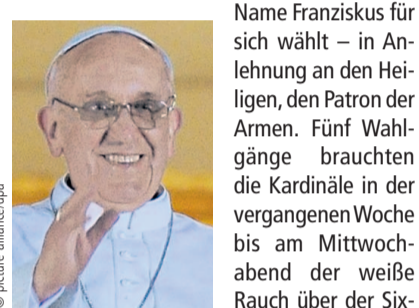 Name Franziskus für
sich wählt – in An-
lehnung an den Hei-
ligen, den Patron der
Armen. Fünf Wahl-
gänge brauchten
die Kardinäle in der
vergangenen Woche
bis am Mittwoch-
abend der weiße
Rauch über der Six-
© picture alliance/dpa